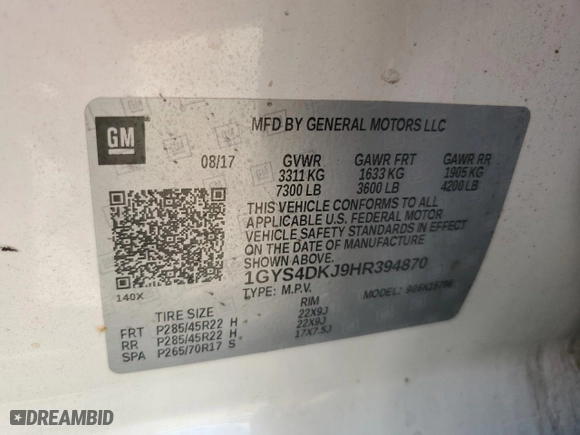 GM
MFD BY GENERAL MOTORS LLC
08/17
GVWR GAWR FRT GAWR RR
3311 KG 1633 KG 1905 KG
7300 LB 3600 LB 4200 LB
THIS VEHICLE CONFORMS TO ALL
APPLICABLE U.S. FEDERAL MOTOR
VEHICLE SAFETY STANDARDS IN EFFECT
ON THE DATE OF MANUFACTURE
SHOWN ABOVE.
1GYS4DKJ9HR394870
TYPE: M.P.V. MODEL:
140X
TIRE SIZE RIM
FRT P285/45R22 H 22X9J
RR P285/45R22 H 22X9J
SPA P265/70R17 S 17X7.5J
DREAMBID